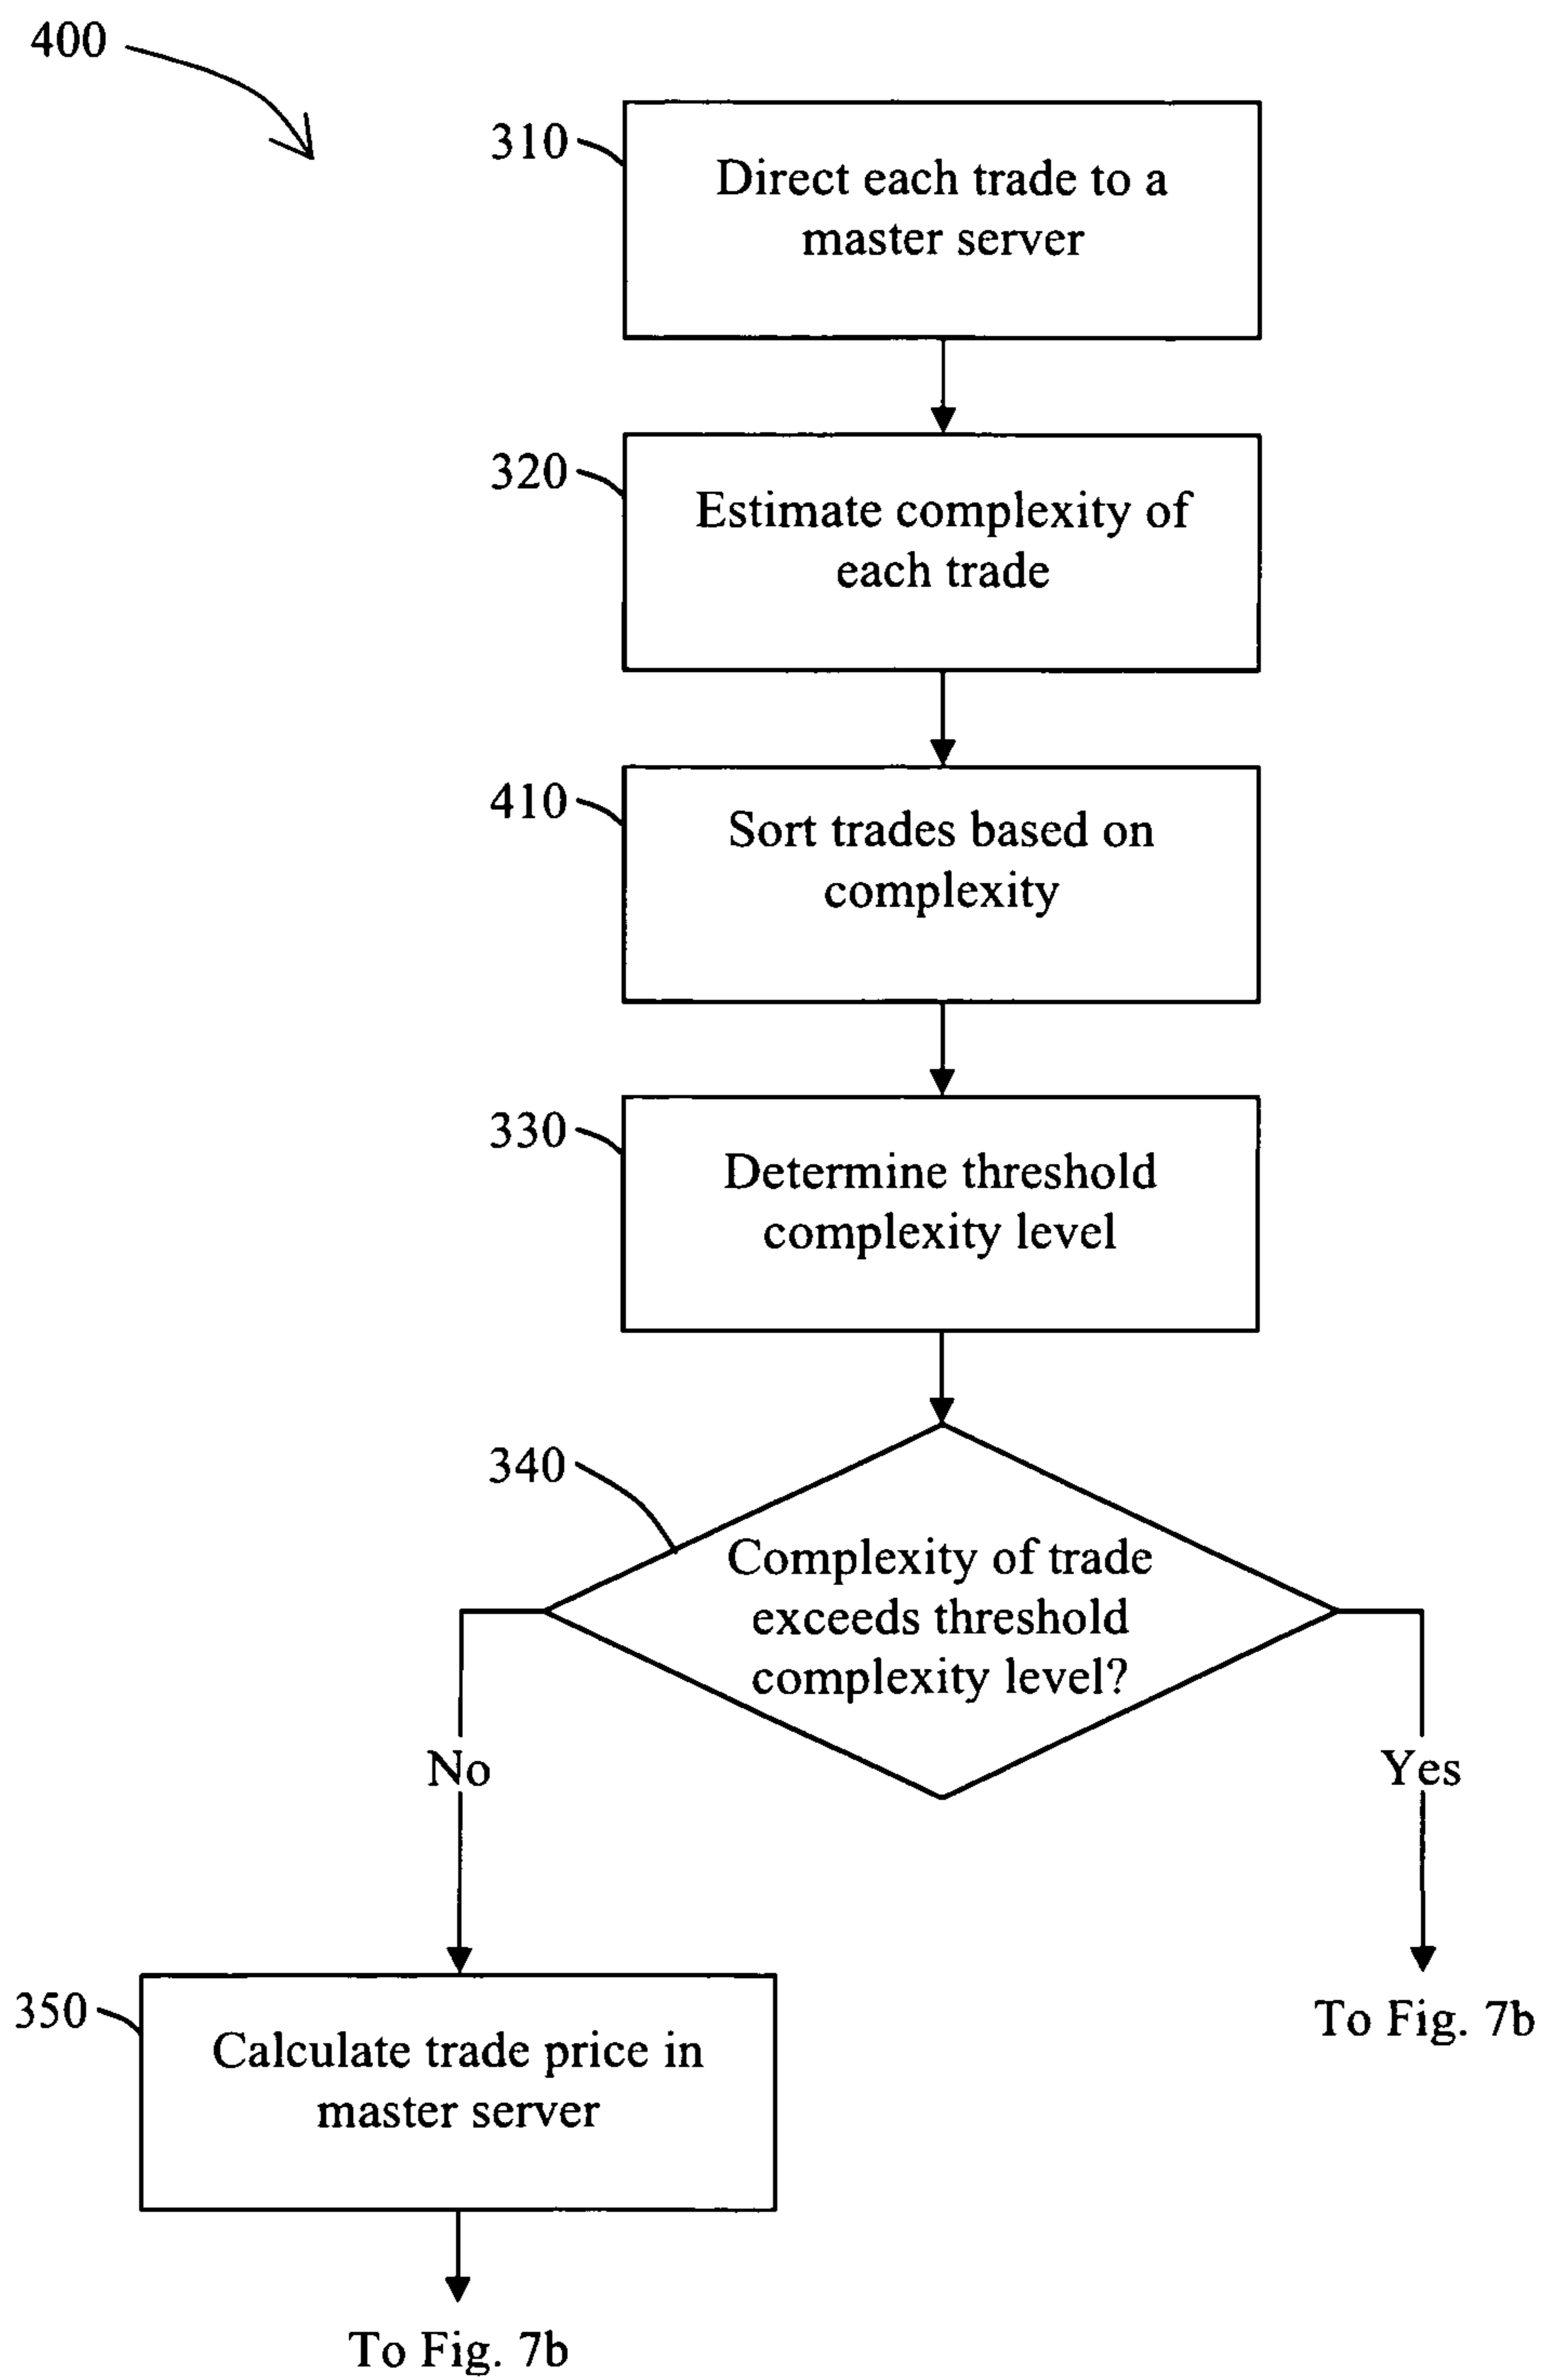 400
310
Direct each trade to a
master server
320
Estimate complexity of
each trade
410
Sort trades based on
complexity
330
Determine threshold
complexity level
340
Complexity of trade
exceeds threshold
complexity level?
No
Yes
350
Calculate trade price in
master server
To Fig. 7b
To Fig. 7b